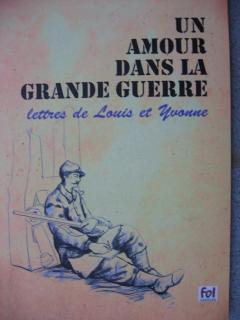 UN
AMOUR
DANS LA
GRANDE GUERRE
lettres de Louis et Yvonne
fol